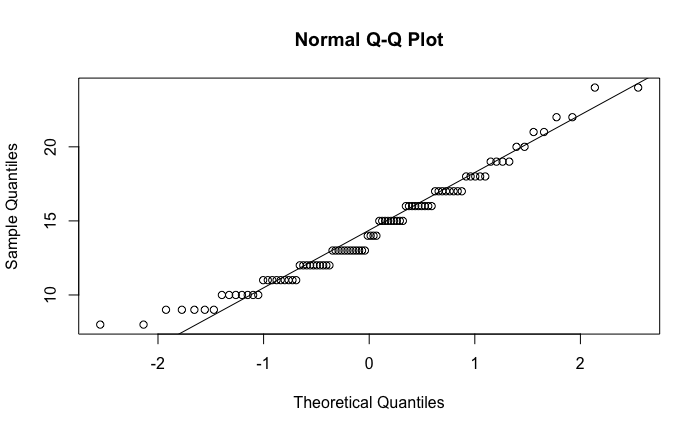 Normal Q-Q Plot
Sample Quantiles
20
15
10
-2 -1 0 1 2
Theoretical Quantiles